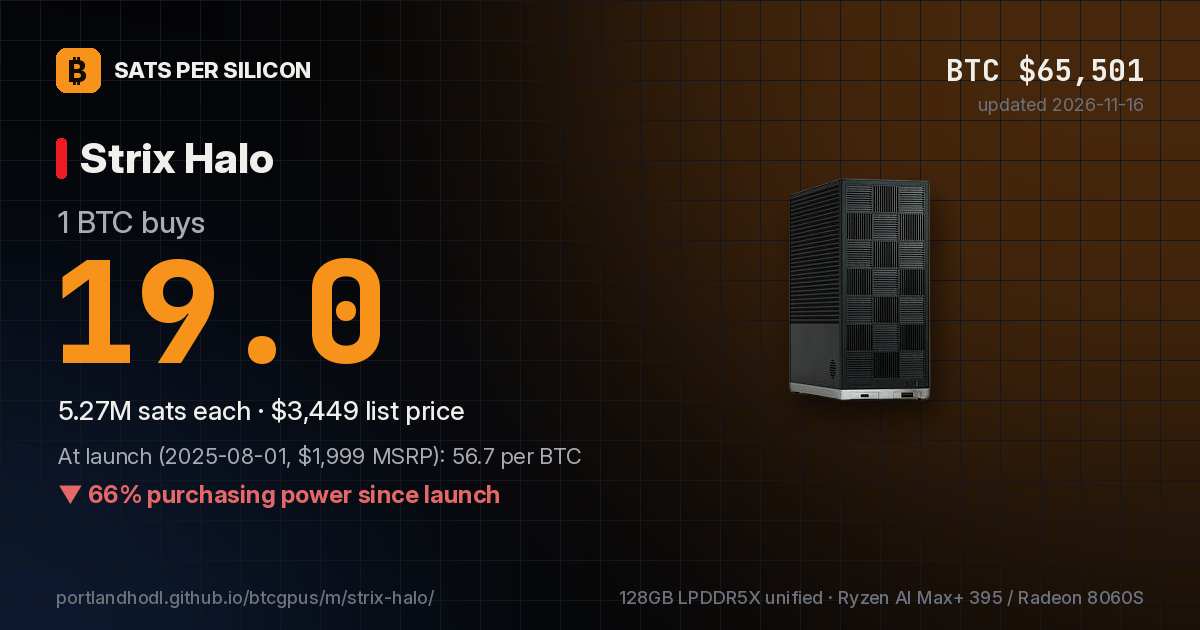 ₿ SATS PER SILICON
BTC $65,501
updated 2026-11-16
Strix Halo
1 BTC buys
19.0
5.27M sats each · $3,449 list price
At launch (2025-08-01, $1,999 MSRP): 56.7 per BTC
▼ 66% purchasing power since launch
portlandhodl.github.io/btcgpus/m/strix-halo/
128GB LPDDR5X unified · Ryzen AI Max+ 395 / Radeon 8060S